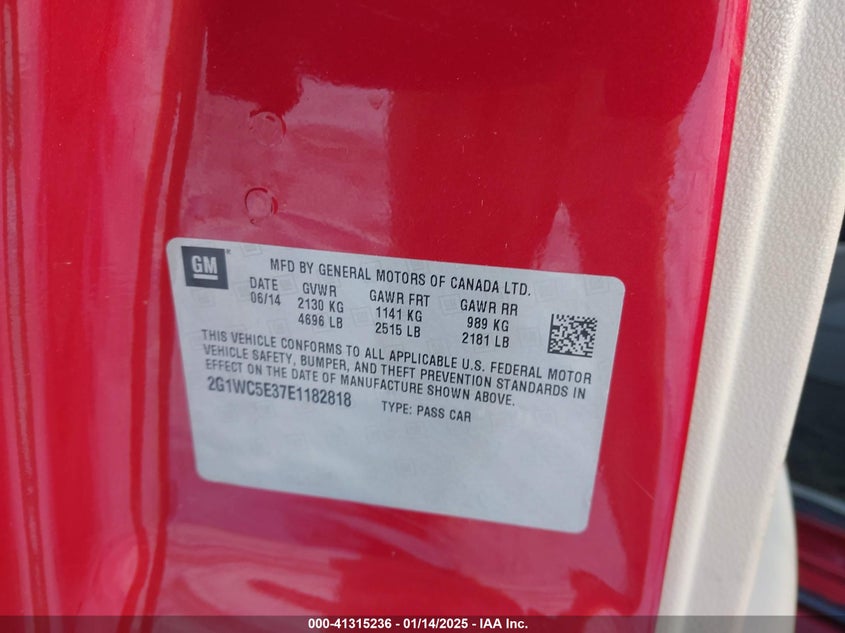 GM
MFD BY GENERAL MOTORS OF CANADA LTD.
DATE GVWR GAWR FRT GAWR RR
06/14 2130 KG 1141 KG 989 KG
4696 LB 2515 LB 2181 LB
THIS VEHICLE CONFORMS TO ALL APPLICABLE U.S. FEDERAL MOTOR
VEHICLE SAFETY, BUMPER, AND THEFT PREVENTION STANDARDS IN
EFFECT ON THE DATE OF MANUFACTURE SHOWN ABOVE.
2G1WC5E37E1182818 TYPE: PASS CAR
000-41315236 - 01/14/2025 - IAA Inc.